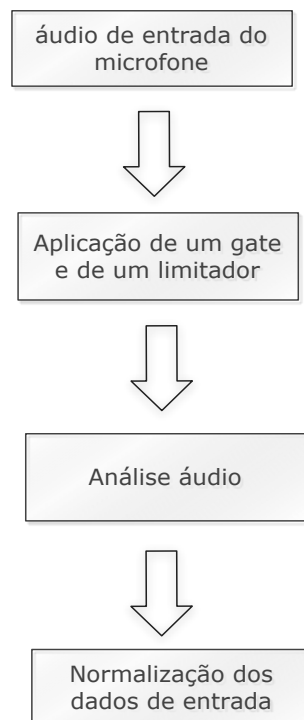 áudio de entrada do
microfone
Aplicação de um gate
e de um limitador
Análise áudio
Normalização dos
dados de entrada